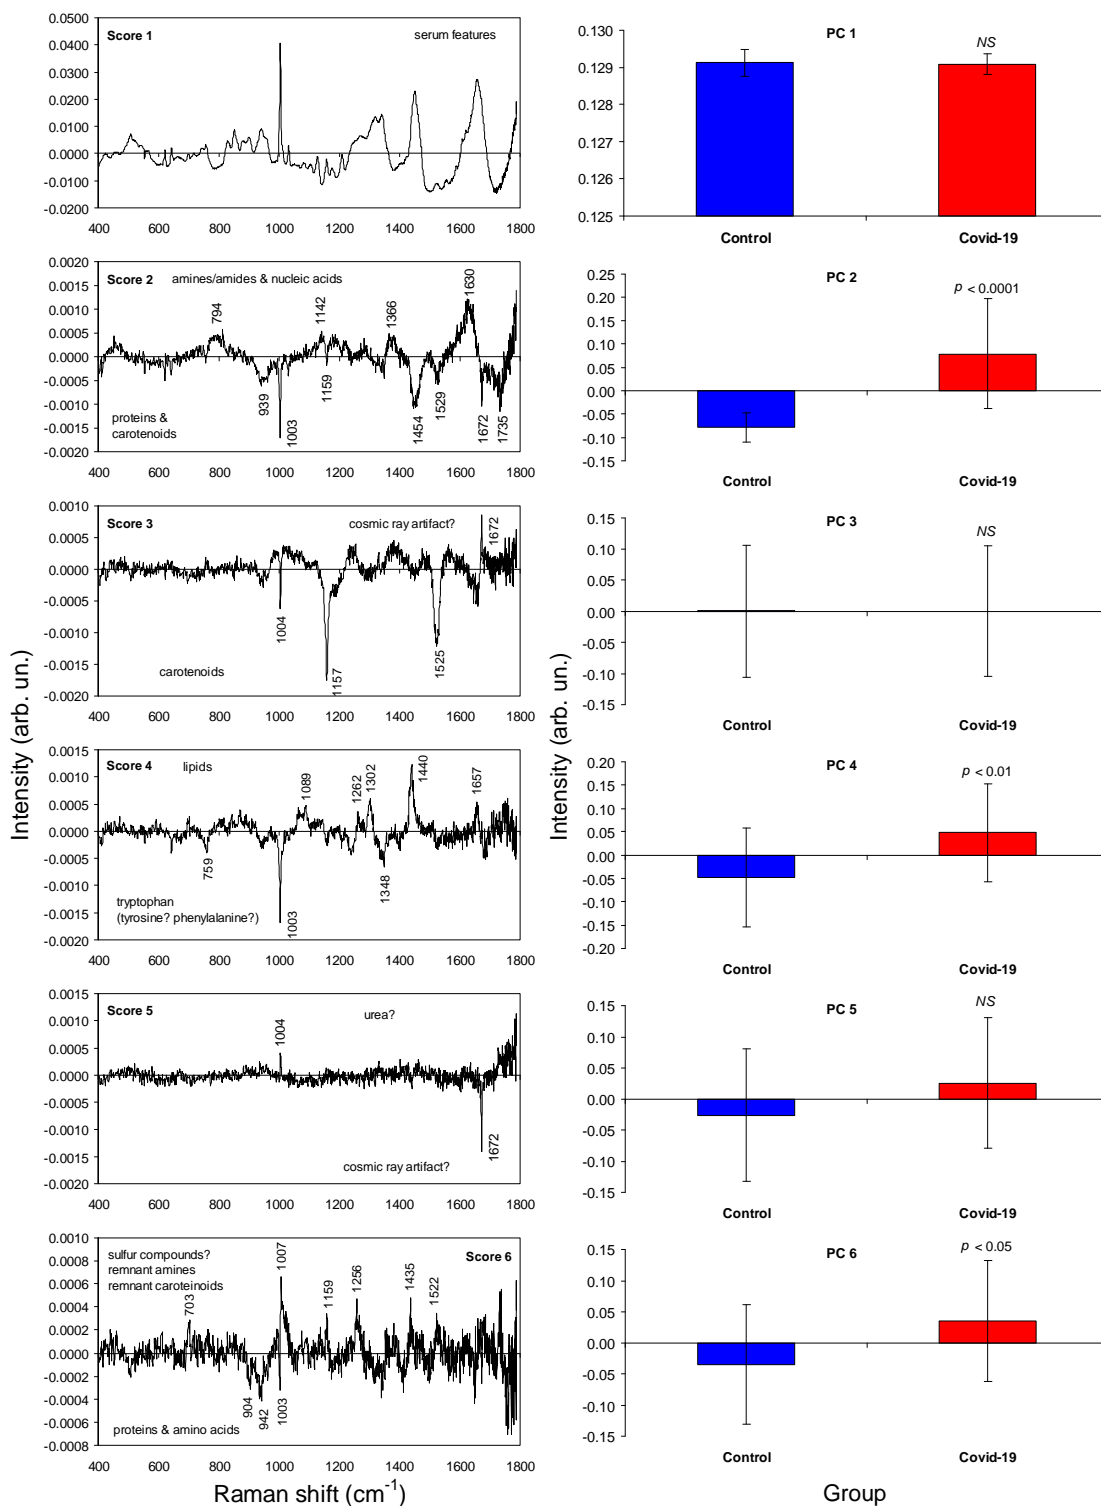 Score 1
serum features
0.0500
0.0400
0.0300
0.0200
0.0100
0.0000
-0.0100
-0.0200
400 600 800 1000 1200 1400 1600 1800
PC 1
NS
0.130
0.129
0.128
0.127
0.126
0.125
Control Covid-19
Score 2
amines/amides & nucleic acids
0.0020
0.0015
0.0010
0.0005
0.0000
-0.0005
-0.0010
-0.0015
-0.0020
794
1142
1366
1630
939
1003
1159
1454
1529
1672
1735
proteins &
carotenoids
400 600 800 1000 1200 1400 1600 1800
PC 2
p < 0.0001
0.25
0.20
0.15
0.10
0.05
0.00
-0.05
-0.10
-0.15
Control Covid-19
Score 3
cosmic ray artifact?
0.0010
0.0005
0.0000
-0.0005
-0.0010
-0.0015
-0.0020
1672
1004
1157
1525
carotenoids
400 600 800 1000 1200 1400 1600 1800
PC 3
NS
0.15
0.10
0.05
0.00
-0.05
-0.10
-0.15
Control Covid-19
Intensity (arb. un.)
Intensity (arb. un.)
Score 4
lipids
0.0015
0.0010
0.0005
0.0000
-0.0005
-0.0010
-0.0015
-0.0020
1089
1262
1302
1440
1657
759
1003
1348
tryptophan
(tyrosine? phenylalanine?)
400 600 800 1000 1200 1400 1600 1800
PC 4
p < 0.01
0.20
0.15
0.10
0.05
0.00
-0.05
-0.10
-0.15
-0.20
Control Covid-19
Score 5
urea?
0.0015
0.0010
0.0005
0.0000
-0.0005
-0.0010
-0.0015
-0.0020
1004
1672
cosmic ray artifact?
400 600 800 1000 1200 1400 1600 1800
PC 5
NS
0.15
0.10
0.05
0.00
-0.05
-0.10
-0.15
Control Covid-19
sulfur compounds?
remnant amines
remnant caroteinoids
Score 6
0.0010
0.0008
0.0006
0.0004
0.0002
0.0000
-0.0002
-0.0004
-0.0006
-0.0008
703
1007
1159
1256
1435
1522
904
942
1003
proteins & amino acids
400 600 800 1000 1200 1400 1600 1800
PC 6
p < 0.05
0.15
0.10
0.05
0.00
-0.05
-0.10
-0.15
Control Covid-19
Raman shift (cm⁻¹)
Group